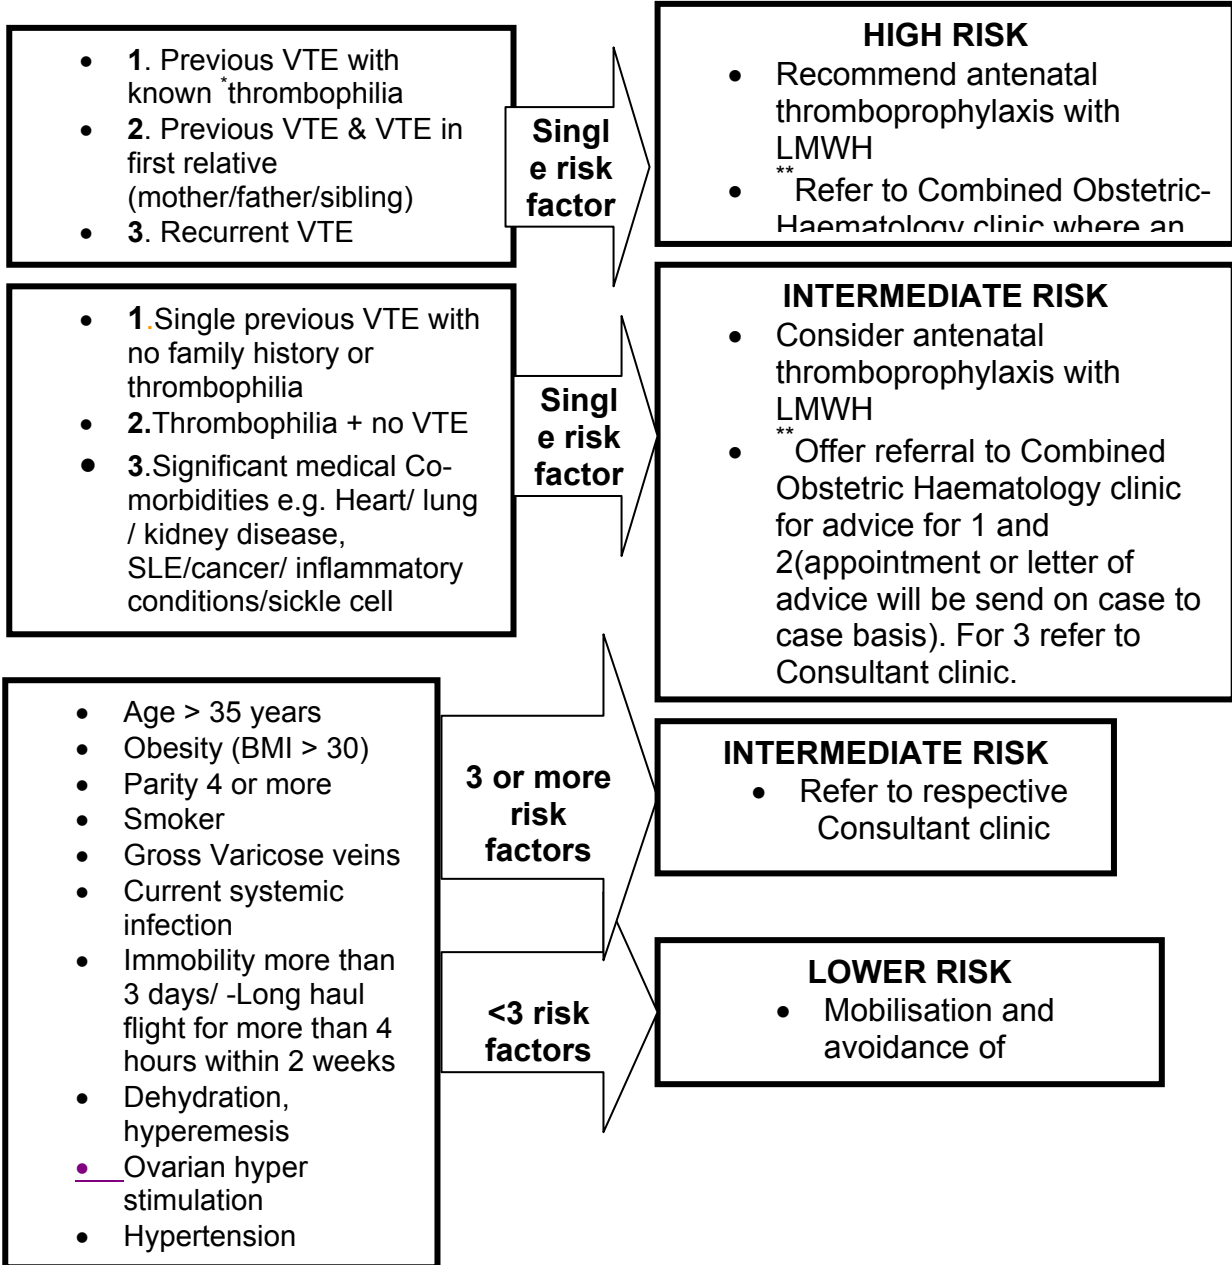 • 1. Previous VTE with
known *thrombophilia
• 2. Previous VTE & VTE in
first relative
(mother/father/sibling)
• 3. Recurrent VTE
Singl
e risk
factor
HIGH RISK
• Recommend antenatal
thromboprophylaxis with
LMWH
• **Refer to Combined Obstetric-
Haematology clinic where an
• 1.Single previous VTE with
no family history or
thrombophilia
• 2.Thrombophilia + no VTE
• 3.Significant medical Co-
morbidities e.g. Heart/ lung
/ kidney disease,
SLE/cancer/ inflammatory
conditions/sickle cell
Singl
e risk
factor
INTERMEDIATE RISK
• Consider antenatal
thromboprophylaxis with
LMWH
• **Offer referral to Combined
Obstetric Haematology clinic
for advice for 1 and
2(appointment or letter of
advice will be send on case to
case basis). For 3 refer to
Consultant clinic.
• Age > 35 years
• Obesity (BMI > 30)
• Parity 4 or more
• Smoker
• Gross Varicose veins
• Current systemic
infection
• Immobility more than
3 days/ -Long haul
flight for more than 4
hours within 2 weeks
• Dehydration,
hyperemesis
• Ovarian hyper
stimulation
• Hypertension
3 or more
risk
factors
INTERMEDIATE RISK
• Refer to respective
Consultant clinic
<3 risk
factors
LOWER RISK
• Mobilisation and
avoidance of